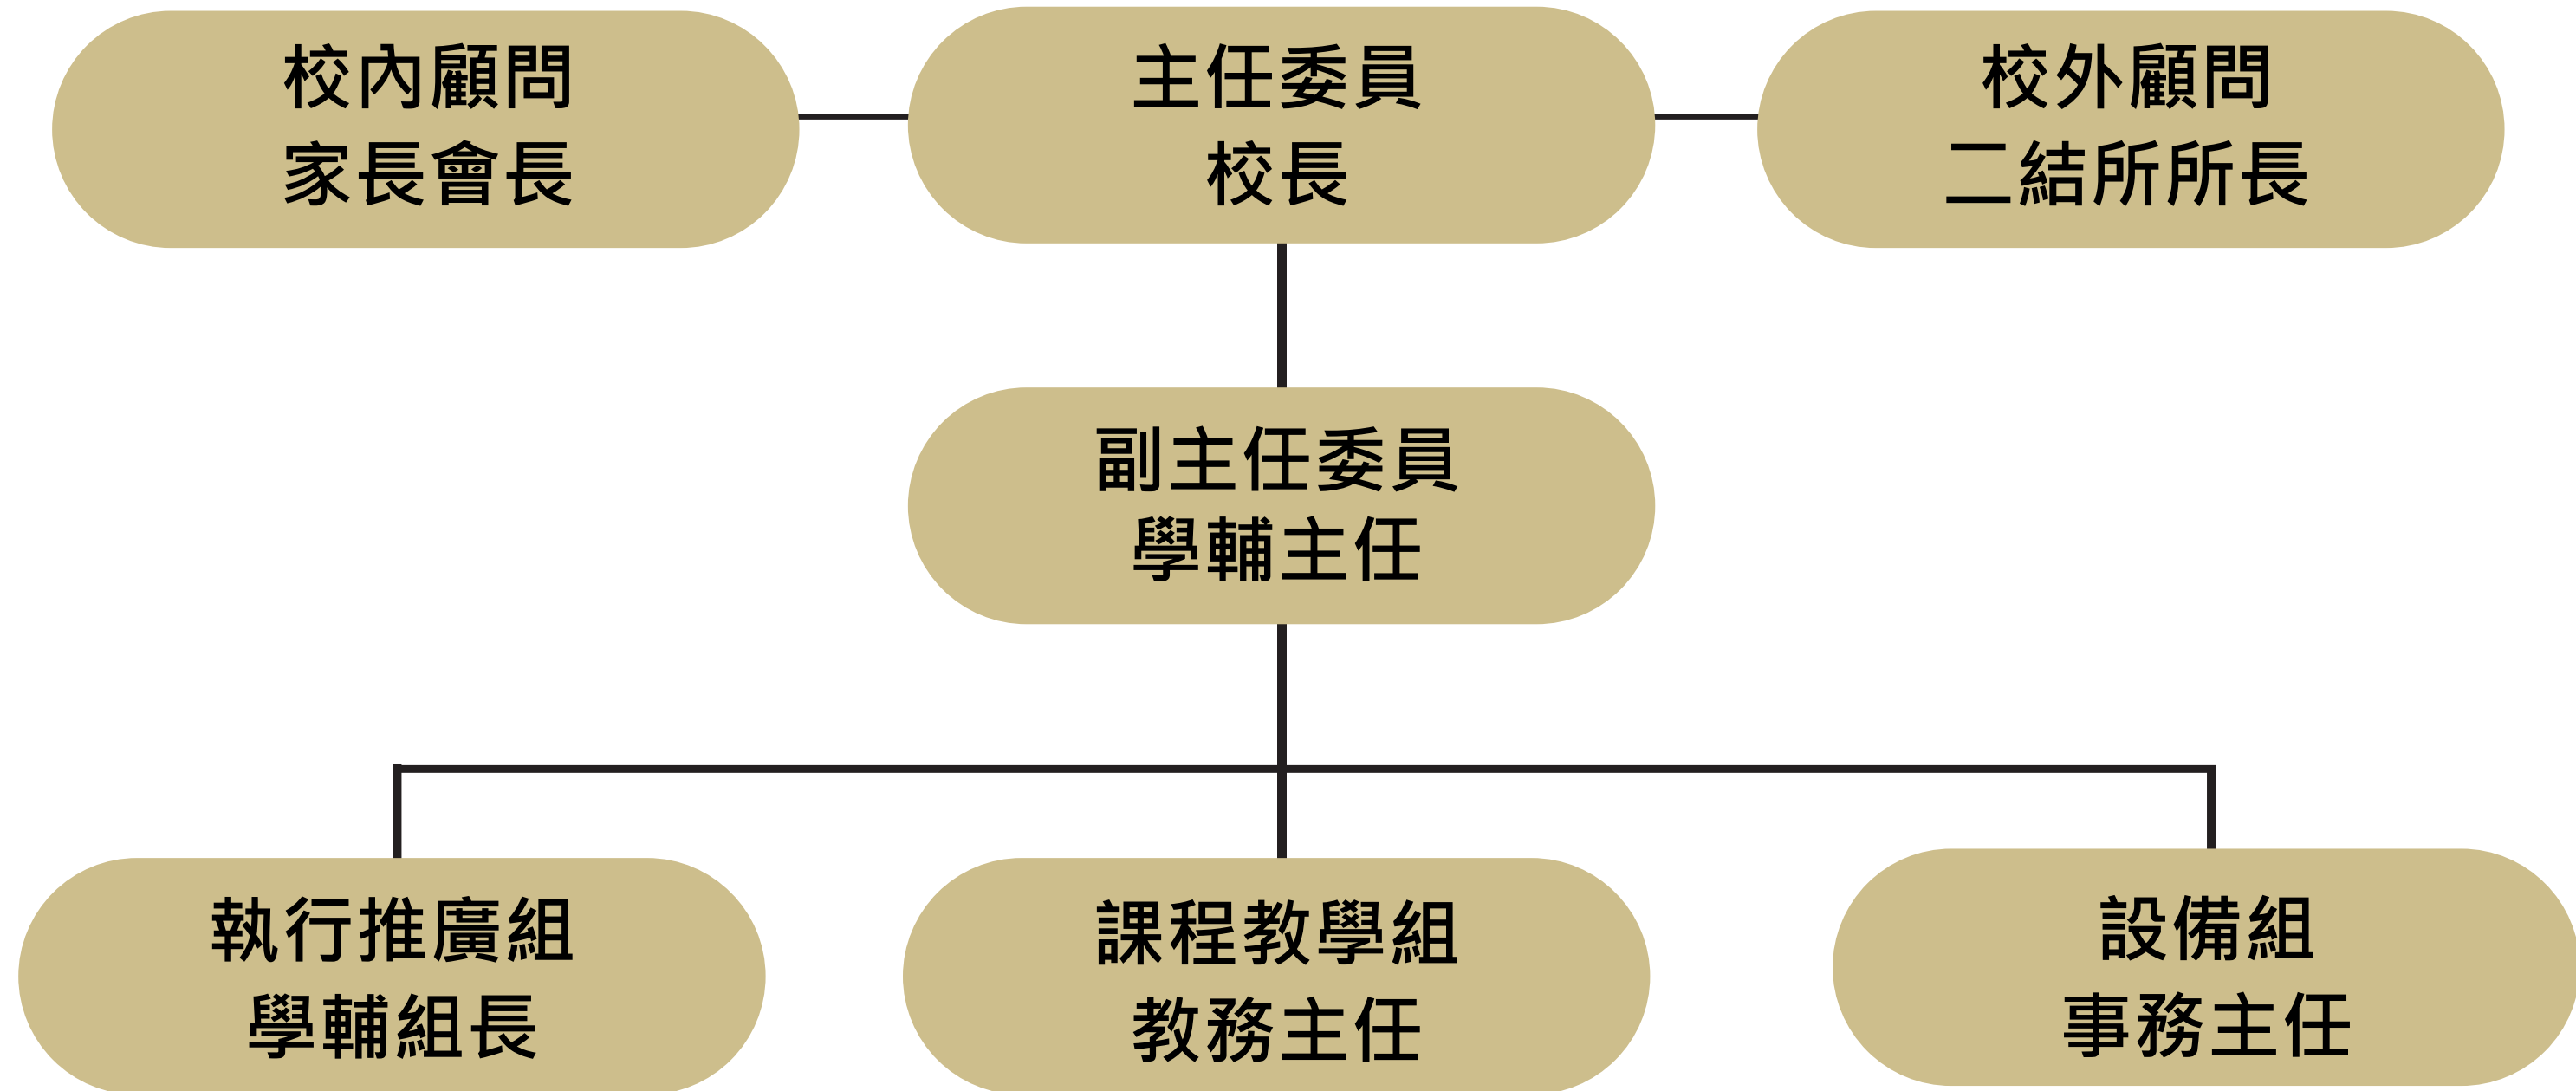 校內顧問
家長會長
主任委員
校長
校外顧問
二結所所長
副主任委員
學輔主任
執行推廣組
學輔組長
課程教學組
教務主任
設備組
事務主任